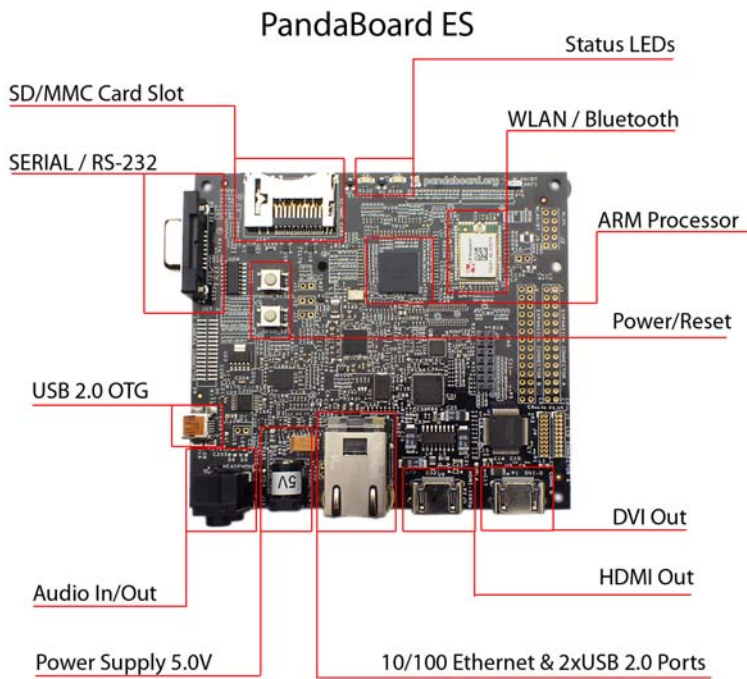 PandaBoard ES
Status LEDs
SD/MMC Card Slot
WLAN / Bluetooth
SERIAL / RS-232
pandaboard.org
ARM Processor
Power/Reset
USB 2.0 OTG
5V
DVI Out
HDMI Out
Audio In/Out
Power Supply 5.0V
10/100 Ethernet & 2xUSB 2.0 Ports